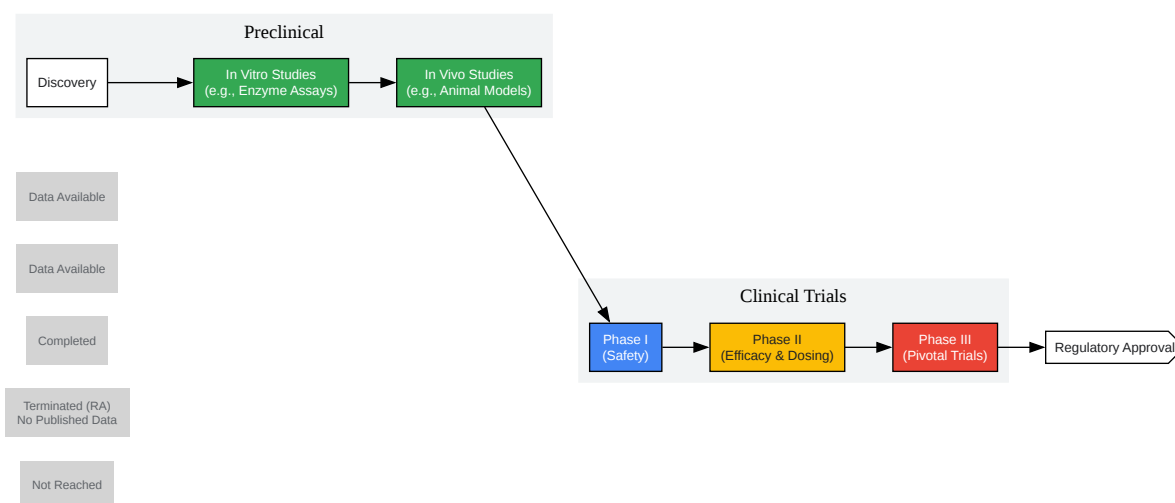 Preclinical
Discovery
In Vitro Studies
(e.g., Enzyme Assays)
In Vivo Studies
(e.g., Animal Models)
Data Available
Data Available
Completed
Terminated (RA)
No Published Data
Not Reached
Clinical Trials
Phase I
(Safety)
Phase II
(Efficacy & Dosing)
Phase III
(Pivotal Trials)
Regulatory Approval